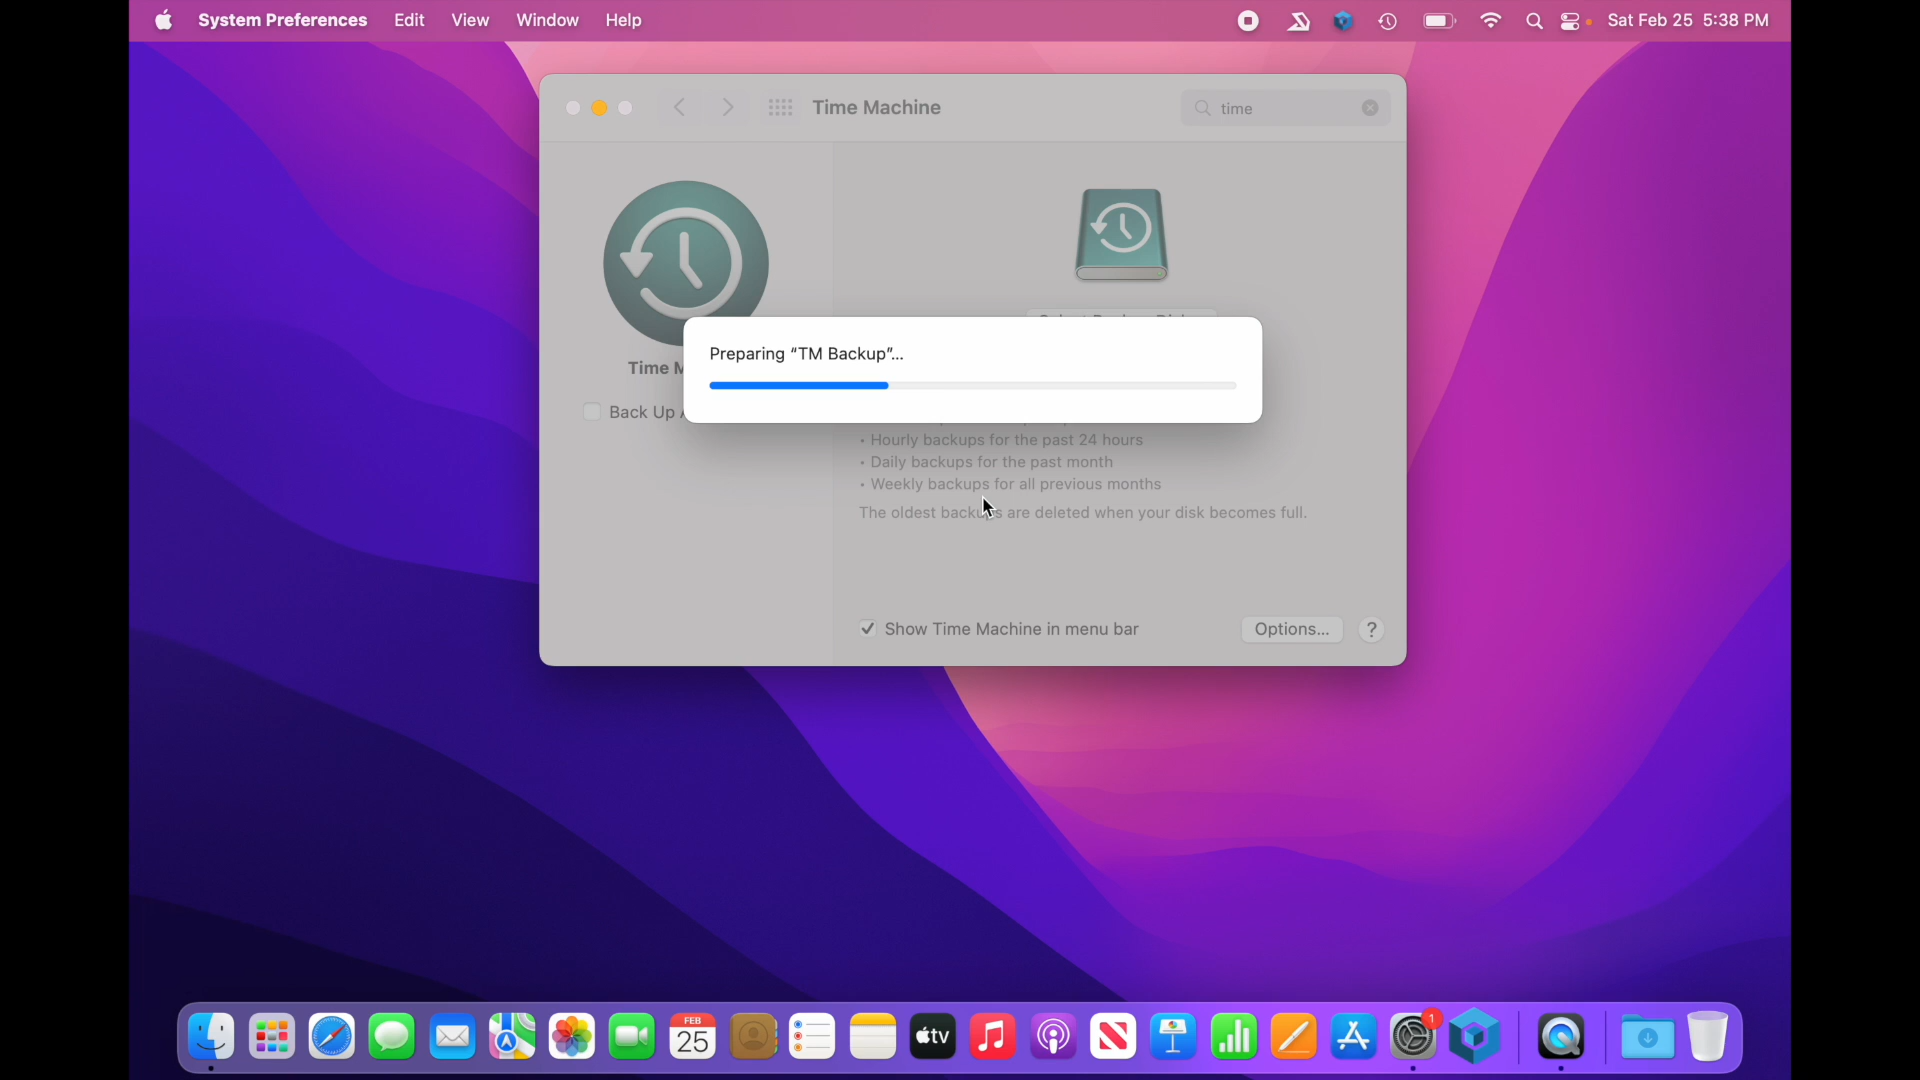 System Preferences Edit View Window Help
Sat Feb 25 5:38 PM
Time Machine
time
Preparing “TM Backup”...
Time
Back Up
• Hourly backups for the past 24 hours
• Daily backups for the past month
• Weekly backups for all previous months
The oldest backups are deleted when your disk becomes full.
Show Time Machine in menu bar
Options...
?
FEB
25
tv
1